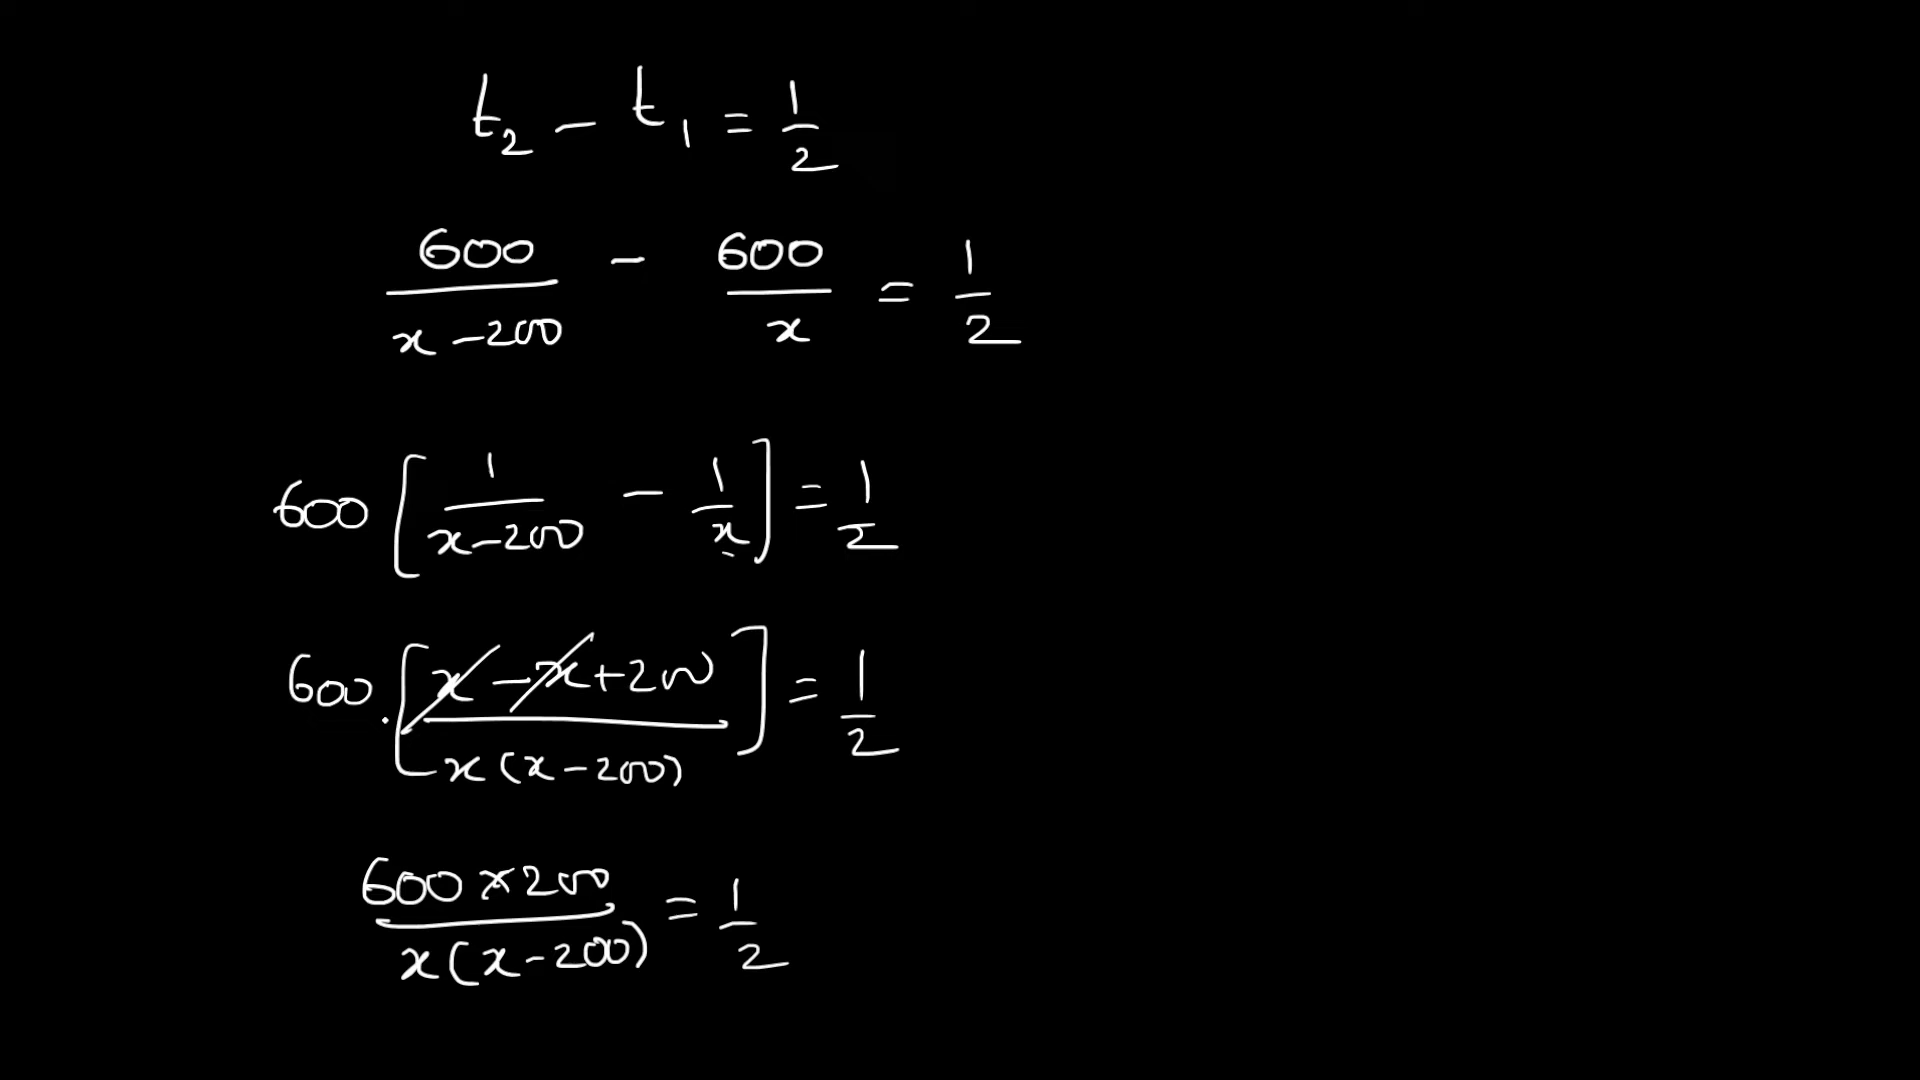 t₂ - t₁ = 1/2
600/(x-200) - 600/x = 1/2
600 [1/(x-200) - 1/x] = 1/2
600 . [(x - x + 200)/(x(x-200))] = 1/2
(600 × 200)/(x(x-200)) = 1/2